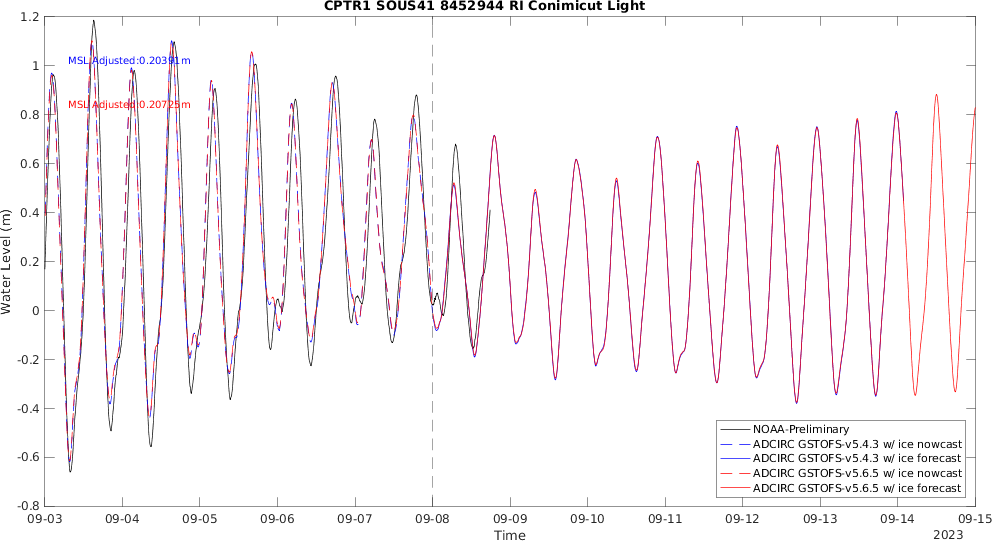 CPTR1 SOUS41 8452944 RI Conimicut Light
1.2
1
0.8
0.6
0.4
0.2
0
-0.2
-0.4
-0.6
-0.8
Water Level (m)
MSL Adjusted:0.20391m
MSL Adjusted:0.20725m
NOAA-Preliminary
ADCIRC GSTOFS-v5.4.3 w/ ice nowcast
ADCIRC GSTOFS-v5.4.3 w/ ice forecast
ADCIRC GSTOFS-v5.6.5 w/ ice nowcast
ADCIRC GSTOFS-v5.6.5 w/ ice forecast
09-03 09-04 09-05 09-06 09-07 09-08 09-09 09-10 09-11 09-12 09-13 09-14 09-15
Time
2023